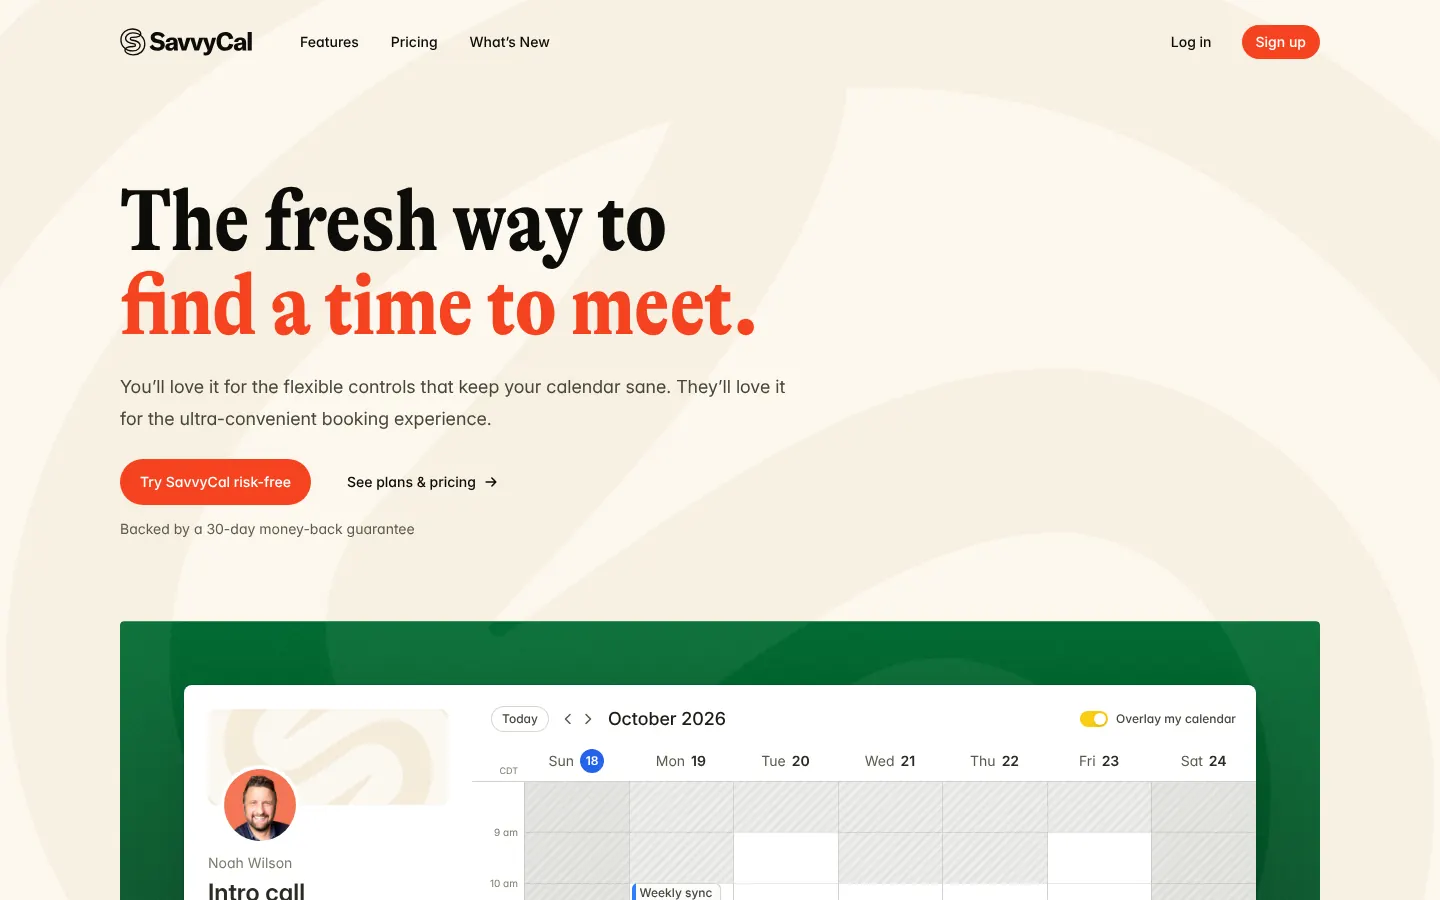 SavvyCal
Features
Pricing
What's New
Log in
Sign up
The fresh way to
find a time to meet.
You'll love it for the flexible controls that keep your calendar sane. They'll love it
for the ultra-convenient booking experience.
Try SavvyCal risk-free
See plans & pricing →
Backed by a 30-day money-back guarantee
Today
October 2026
Overlay my calendar
CDT
Sun 18
Mon 19
Tue 20
Wed 21
Thu 22
Fri 23
Sat 24
9 am
Noah Wilson
10 am
Intro call
Weekly sync